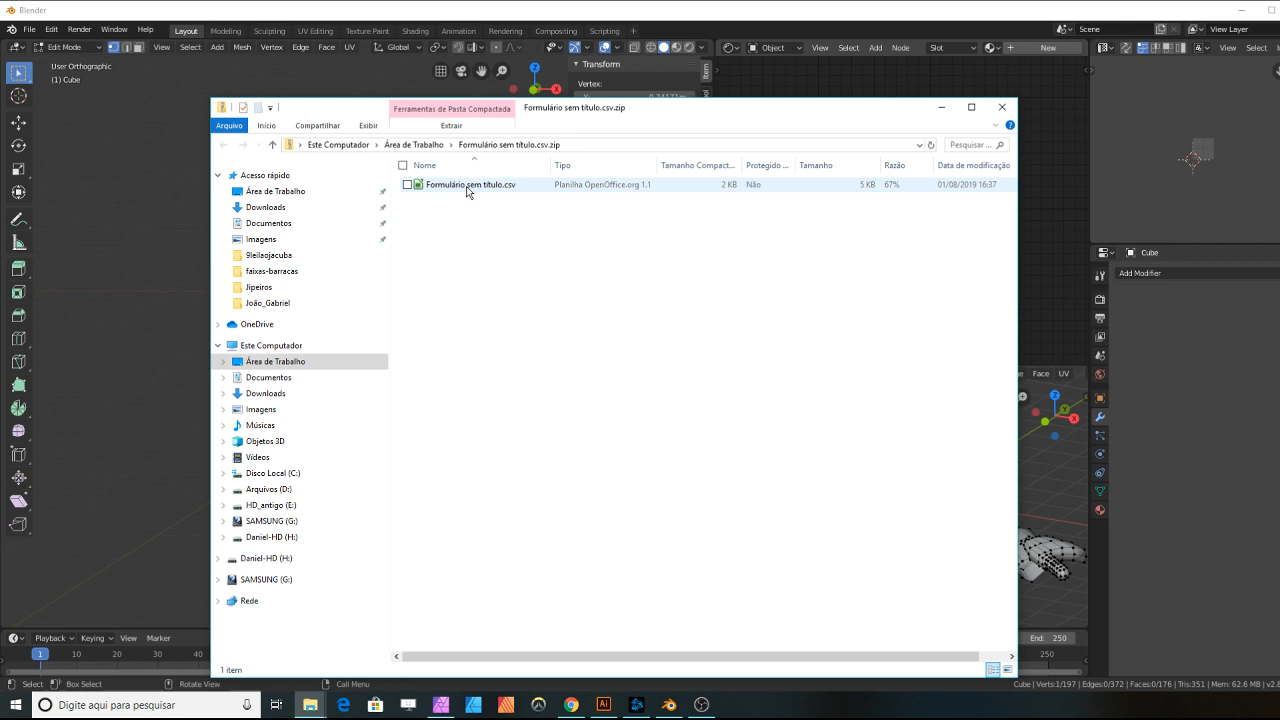 Blender
File Edit Render Window Help Layout Modeling Sculpting UV Editing Texture Paint Shading Animation Rendering Compositing Scripting Scene View Layer
Edit Mode View Select Add Mesh Vertex Edge Face UV Global Object View Select Add Node Slot New View Select
User Orthographic
(1) Cube
Transform
Vertex:
Item
Ferramentas de Pasta Compactada Formulário sem título.csv.zip
Arquivo Início Compartilhar Exibir Extrair
Este Computador Área de Trabalho Formulário sem título.csv.zip Pesquisar ...
Nome Tipo Tamanho Compact... Protegido ... Tamanho Razão Data de modificação
Formulário sem título.csv Planilha OpenOffice.org 1.1 2 KB Não 5 KB 67% 01/08/2019 16:37
Acesso rápido
Área de Trabalho
Downloads
Documentos
Imagens
9leilaojacuba
faixas-barracas
Jipeiros
João_Gabriel
OneDrive
Este Computador
Área de Trabalho
Documentos
Downloads
Imagens
Músicas
Objetos 3D
Vídeos
Disco Local (C:)
Arquivos (D:)
HD_antigo (E:)
SAMSUNG (G:)
Daniel-HD (H:)
Daniel-HD (H:)
SAMSUNG (G:)
Rede
1 item
Cube
Add Modifier
Face UV
Playback Keying View Marker End: 250
1 10 20 30 40 250
Select Box Select Rotate View Call Menu Cube | Verts:1/197 | Edges:0/372 | Faces:0/176 | Tris:351 | Mem: 62.6 MB | v2.8
Digite aqui para pesquisar